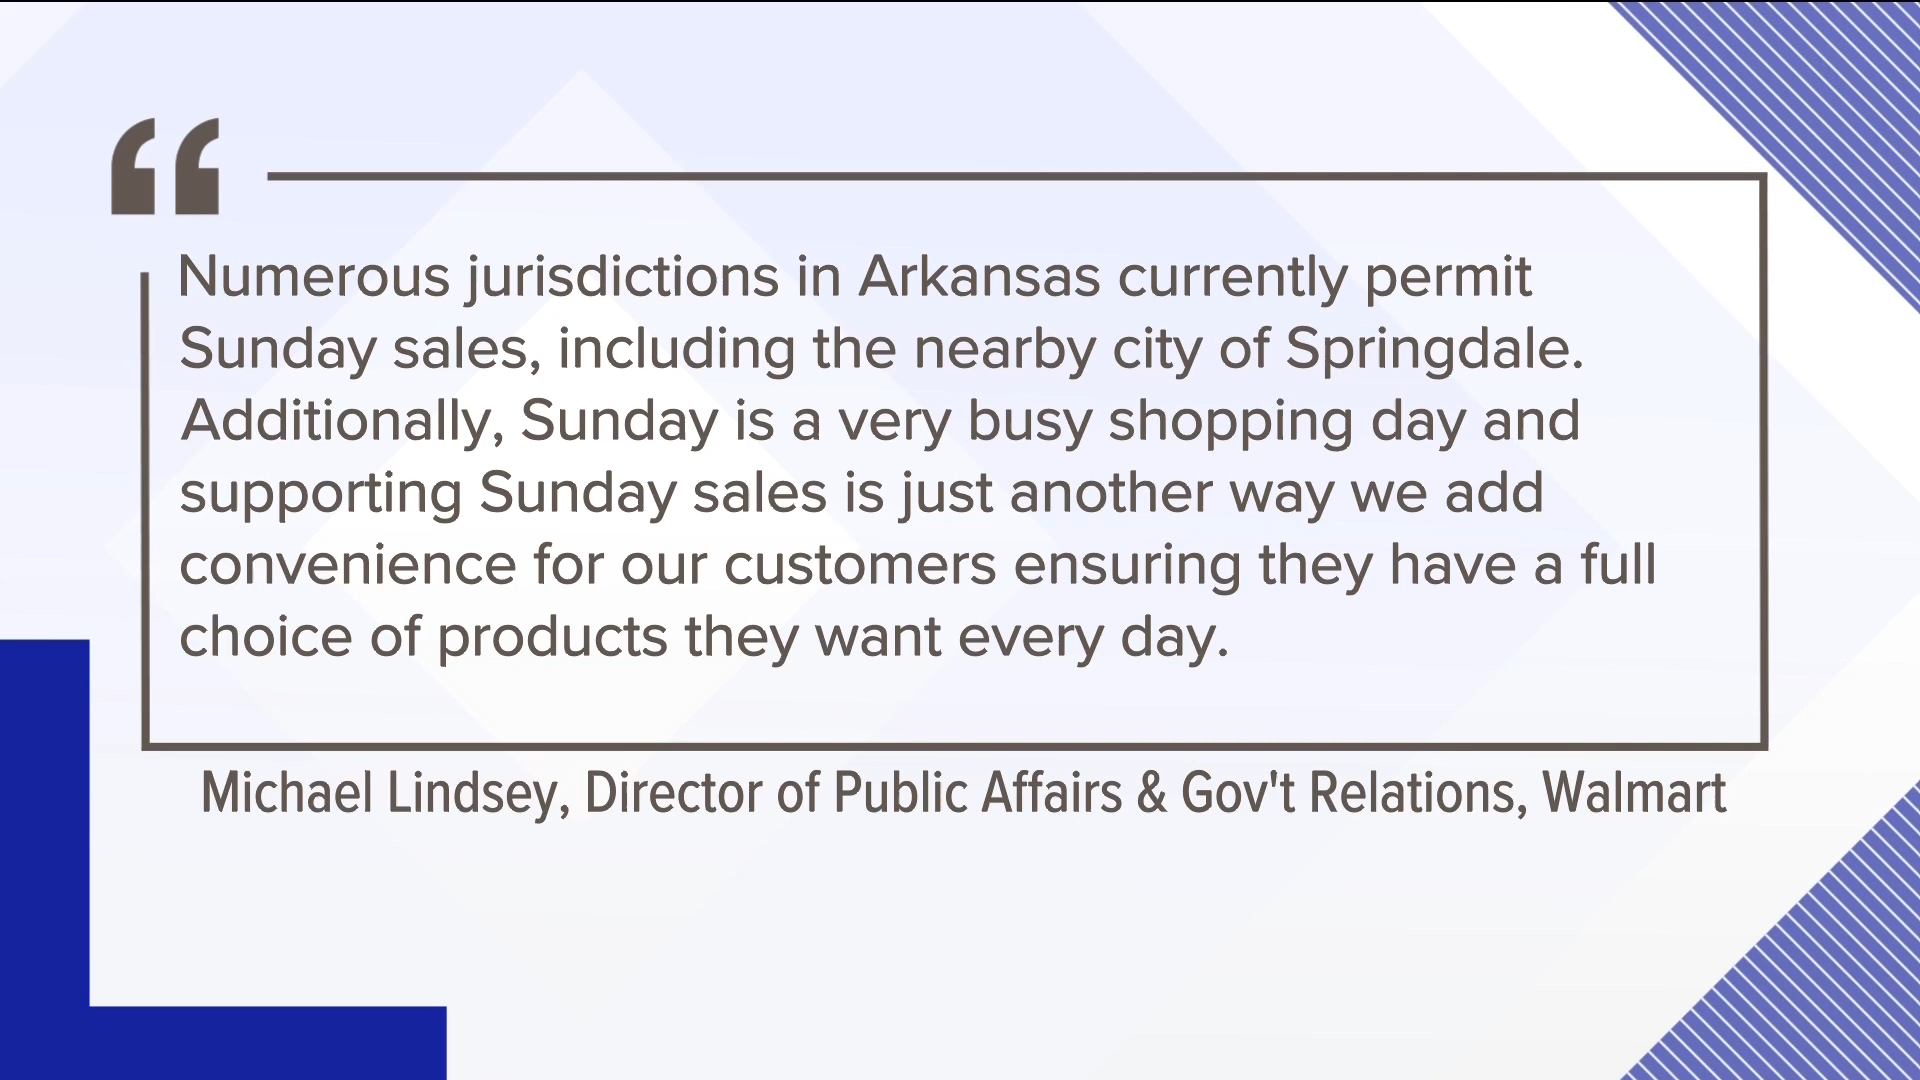 “
Numerous jurisdictions in Arkansas currently permit
Sunday sales, including the nearby city of Springdale.
Additionally, Sunday is a very busy shopping day and
supporting Sunday sales is just another way we add
convenience for our customers ensuring they have a full
choice of products they want every day.
Michael Lindsey, Director of Public Affairs & Gov't Relations, Walmart